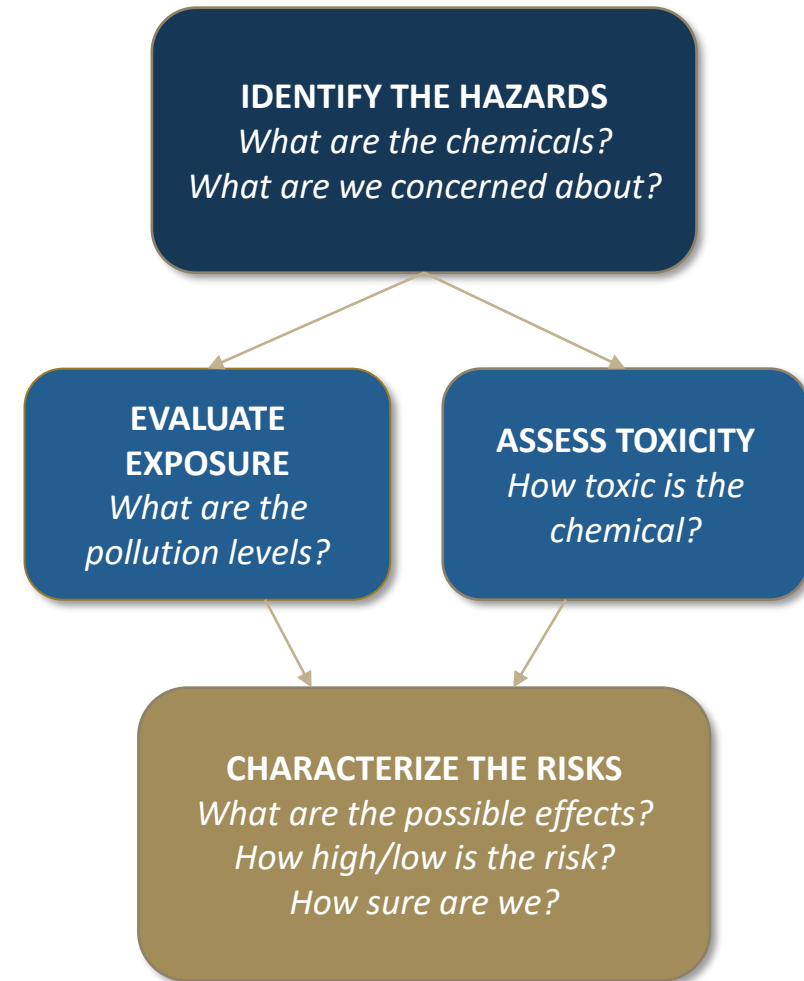 IDENTIFY THE HAZARDS
What are the chemicals?
What are we concerned about?
EVALUATE
EXPOSURE
What are the
pollution levels?
ASSESS TOXICITY
How toxic is the
chemical?
CHARACTERIZE THE RISKS
What are the possible effects?
How high/low is the risk?
How sure are we?